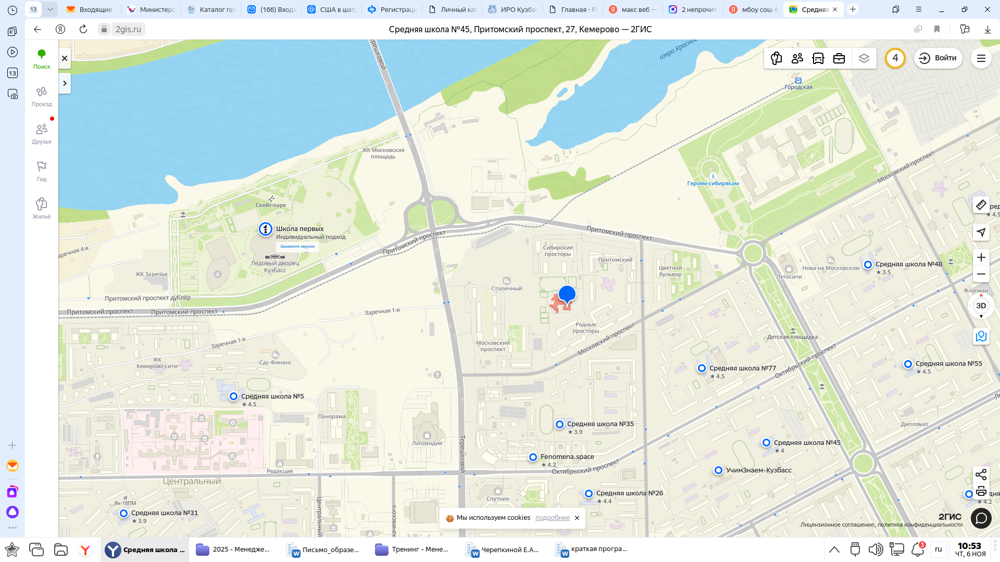 13
Входящие
Министерс
Каталог пр
(166) Входя
США в шат
Регистраци
Личный ка
ИРО Кузба
Главная - Р
макс веб —
2 непрочит
мбоу сош 4
Средняя
2gis.ru
Средняя школа №45, Притомский проспект, 27, Кемерово — 2ГИС
13
Поиск
Проезд
Друзья
Гид
Жильё
4
Войти
озеро Краснос
Городская
ЖК Московская
площадь
Московский проспект
Героям-сибирякам
Скейт-парк
Школа первых
Индивидуальный подход
Закажите звонок
Ледовый дворец
Кузбасс
Притомский проспект
Притомский проспект
Заречная 4-я
ЖК Заречье
Сибирские
просторы
Притомский
Цветной
бульвар
Летосити
Нова на Московском
Средняя школа №48
3.5
4.5
Столичный
Флагман
3D
Притомский проспект дублёр
Притомский проспект
Притомский проспект
Заречная 1-я
Родные
просторы
Московский проспект
Детская площадка
Заречная 1-я
Московский
проспект
Сдс-Финанс
ЖК
Кемерово-сити
Средняя школа №77
4.5
Октябрьский проспект
Средняя школа №55
4.5
Средняя школа №5
4.5
Панорама
Средняя школа №35
3.9
Дипломат
Лапландия
Терешковой
Средняя школа №45
4
Fenomena.space
4.2
Октябрьский проспект
УчимЗнаем-Кузбасс
Редакция
Центральный
Средняя школа №26
4.4
4.2
Спутник
Як-18ПМ
Средняя школа №31
3.9
Центральный
Мы используем cookies
подробнее
2ГИС
Лицензионное соглашение, политика конфиденциальности
Средняя школа ...
2025 - Менедже...
Письмо_образе...
Тренинг – Мене...
Черепкиной Е.А...
краткая програ...
3
ru
10:53
ЧТ, 6 НОЯ